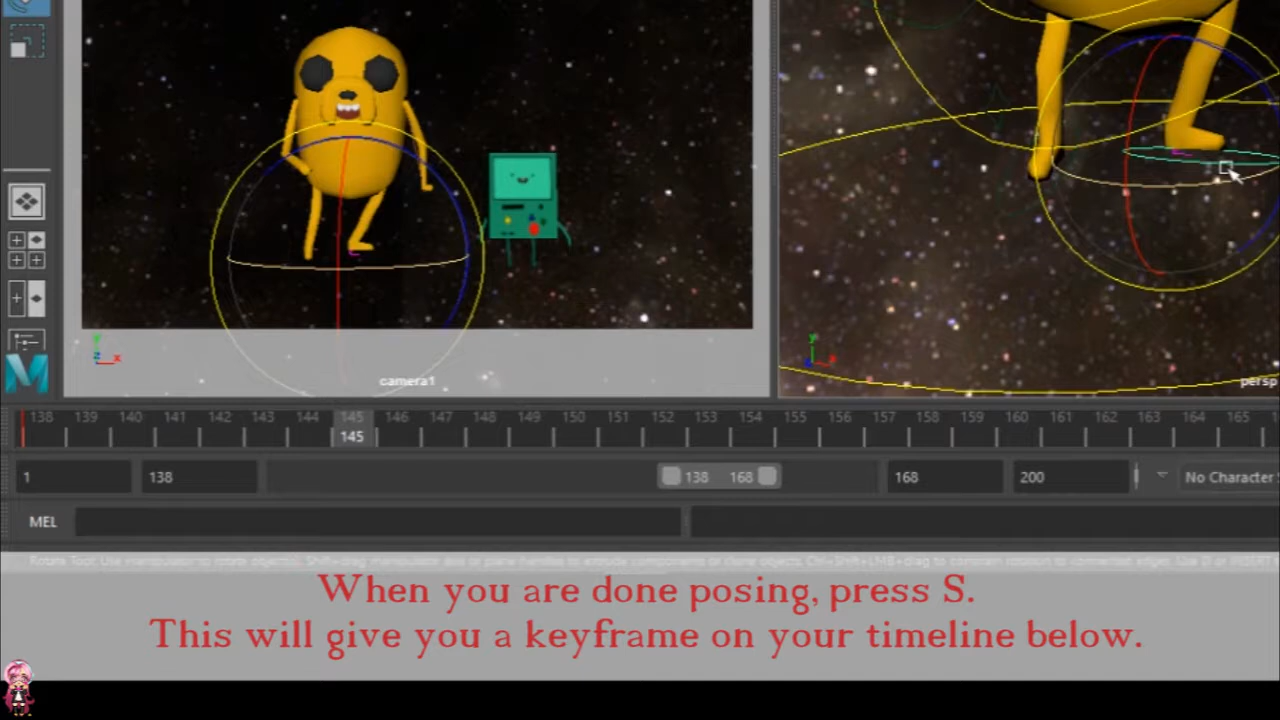 camera1
persp
138 139 140 141 142 143 144 145 146 147 148 149 150 151 152 153 154 155 156 157 158 159 160 161 162 163 164 165
145
1 138 138 168 168 200 No Character
MEL
When you are done posing, press S.
This will give you a keyframe on your timeline below.